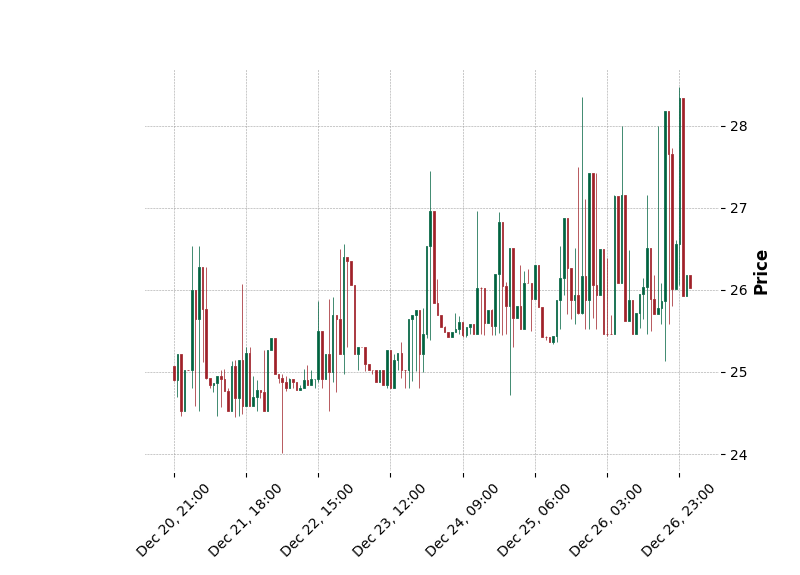 28
27
26
25
24
Price
Dec 20, 21:00
Dec 21, 18:00
Dec 22, 15:00
Dec 23, 12:00
Dec 24, 09:00
Dec 25, 06:00
Dec 26, 03:00
Dec 26, 23:00